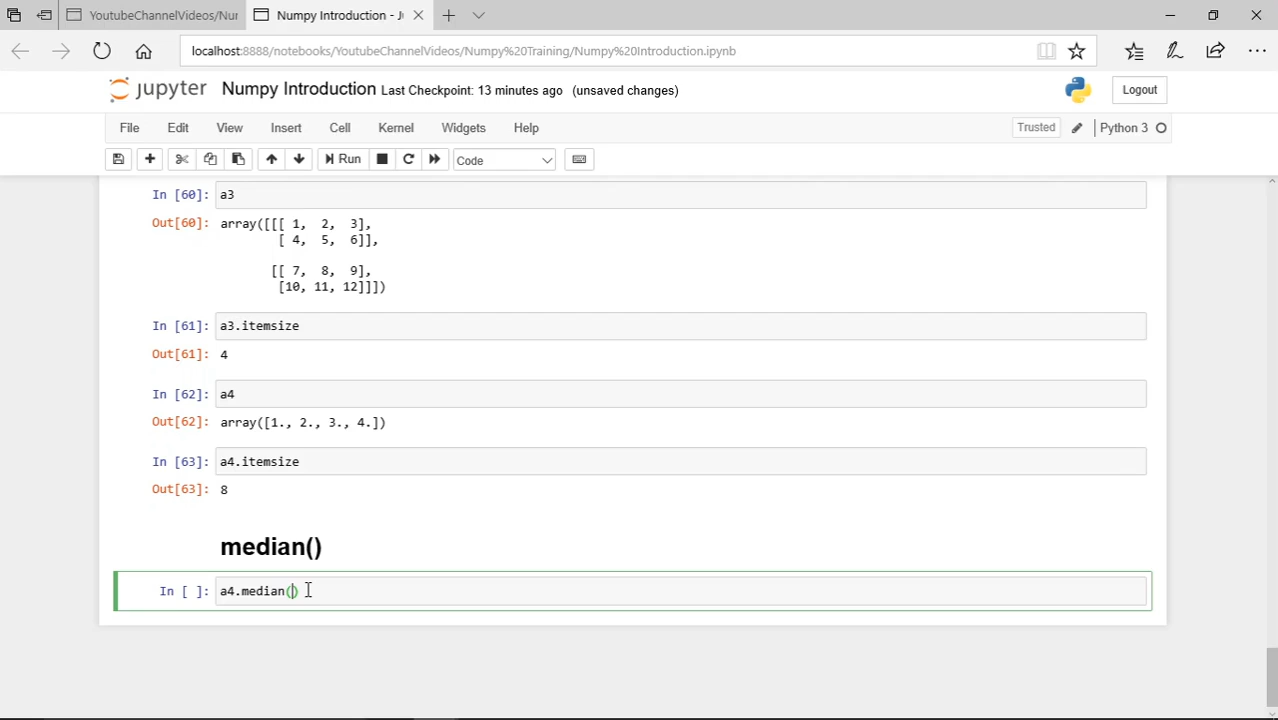 YoutubeChannelVideos/Nur
Numpy Introduction - Ju
localhost:8888/notebooks/YoutubeChannelVideos/Numpy%20Training/Numpy%20Introduction.ipynb
jupyter Numpy Introduction Last Checkpoint: 13 minutes ago (unsaved changes) Logout
File Edit View Insert Cell Kernel Widgets Help Trusted Python 3
Run Code
In [60]: a3
Out[60]: array([[[ 1, 2, 3],
[ 4, 5, 6]],
[[ 7, 8, 9],
[10, 11, 12]]])
In [61]: a3.itemsize
Out[61]: 4
In [62]: a4
Out[62]: array([1., 2., 3., 4.])
In [63]: a4.itemsize
Out[63]: 8
median()
In [ ]: a4.median()